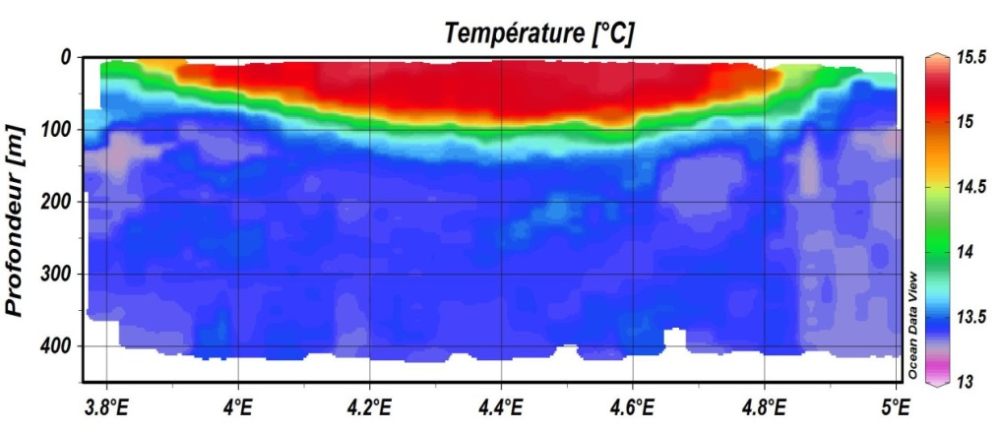 Température [°C]
Profondeur [m]
0
100
200
300
400
3.8°E
4°E
4.2°E
4.4°E
4.6°E
4.8°E
5°E
15.5
15
14.5
14
13.5
13
Ocean Data View